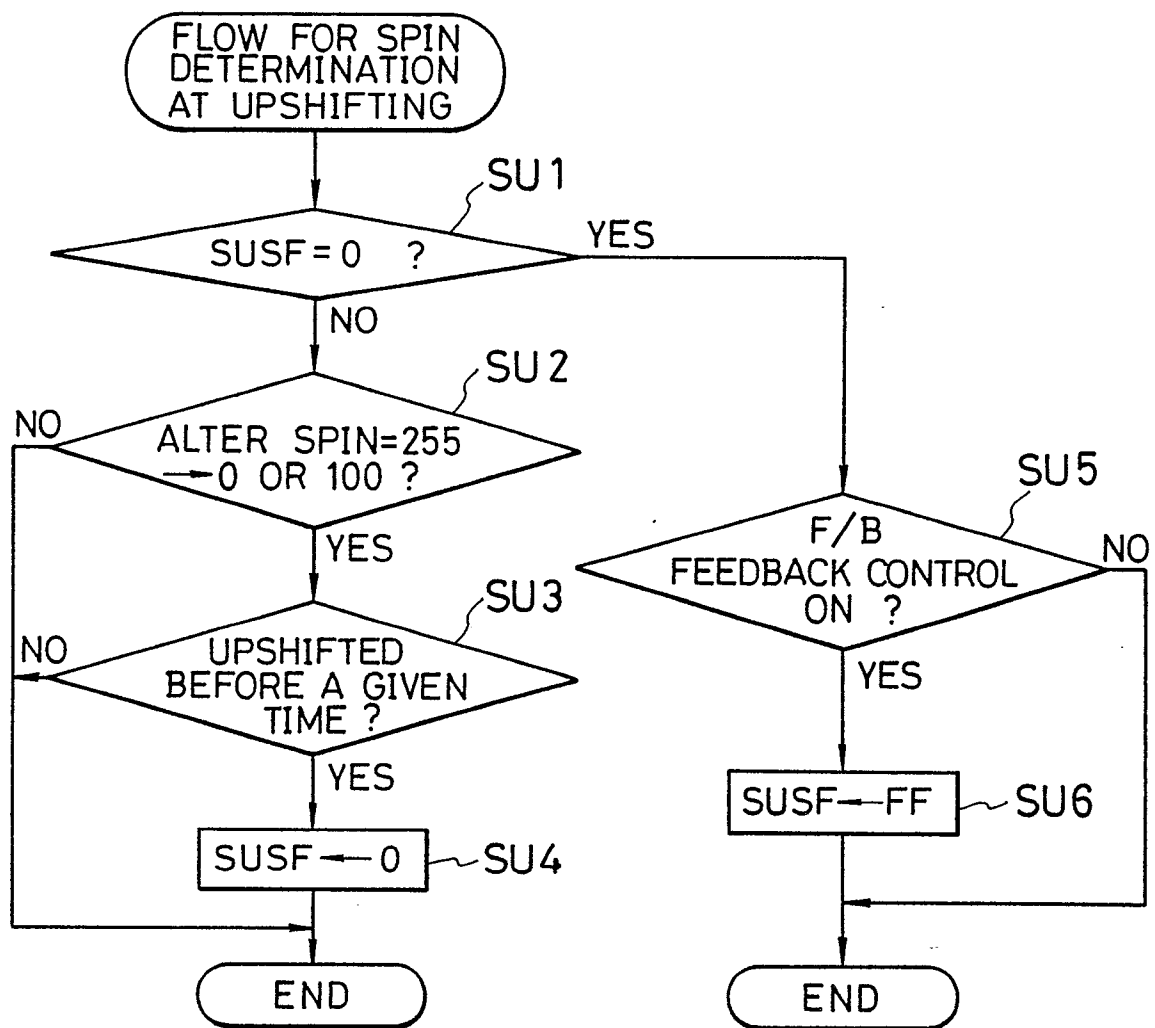 FLOW FOR SPIN
DETERMINATION
AT UPSHIFTING
SU1
SUSF = 0 ?
YES
NO
SU2
NO
ALTER SPIN=255
→0 OR 100 ?
YES
SU5
F/B
FEEDBACK CONTROL
ON ?
NO
SU3
NO
UPSHIFTED
BEFORE A GIVEN
TIME ?
YES
YES
SUSF←FF
SU6
SUSF←0
SU4
END
END